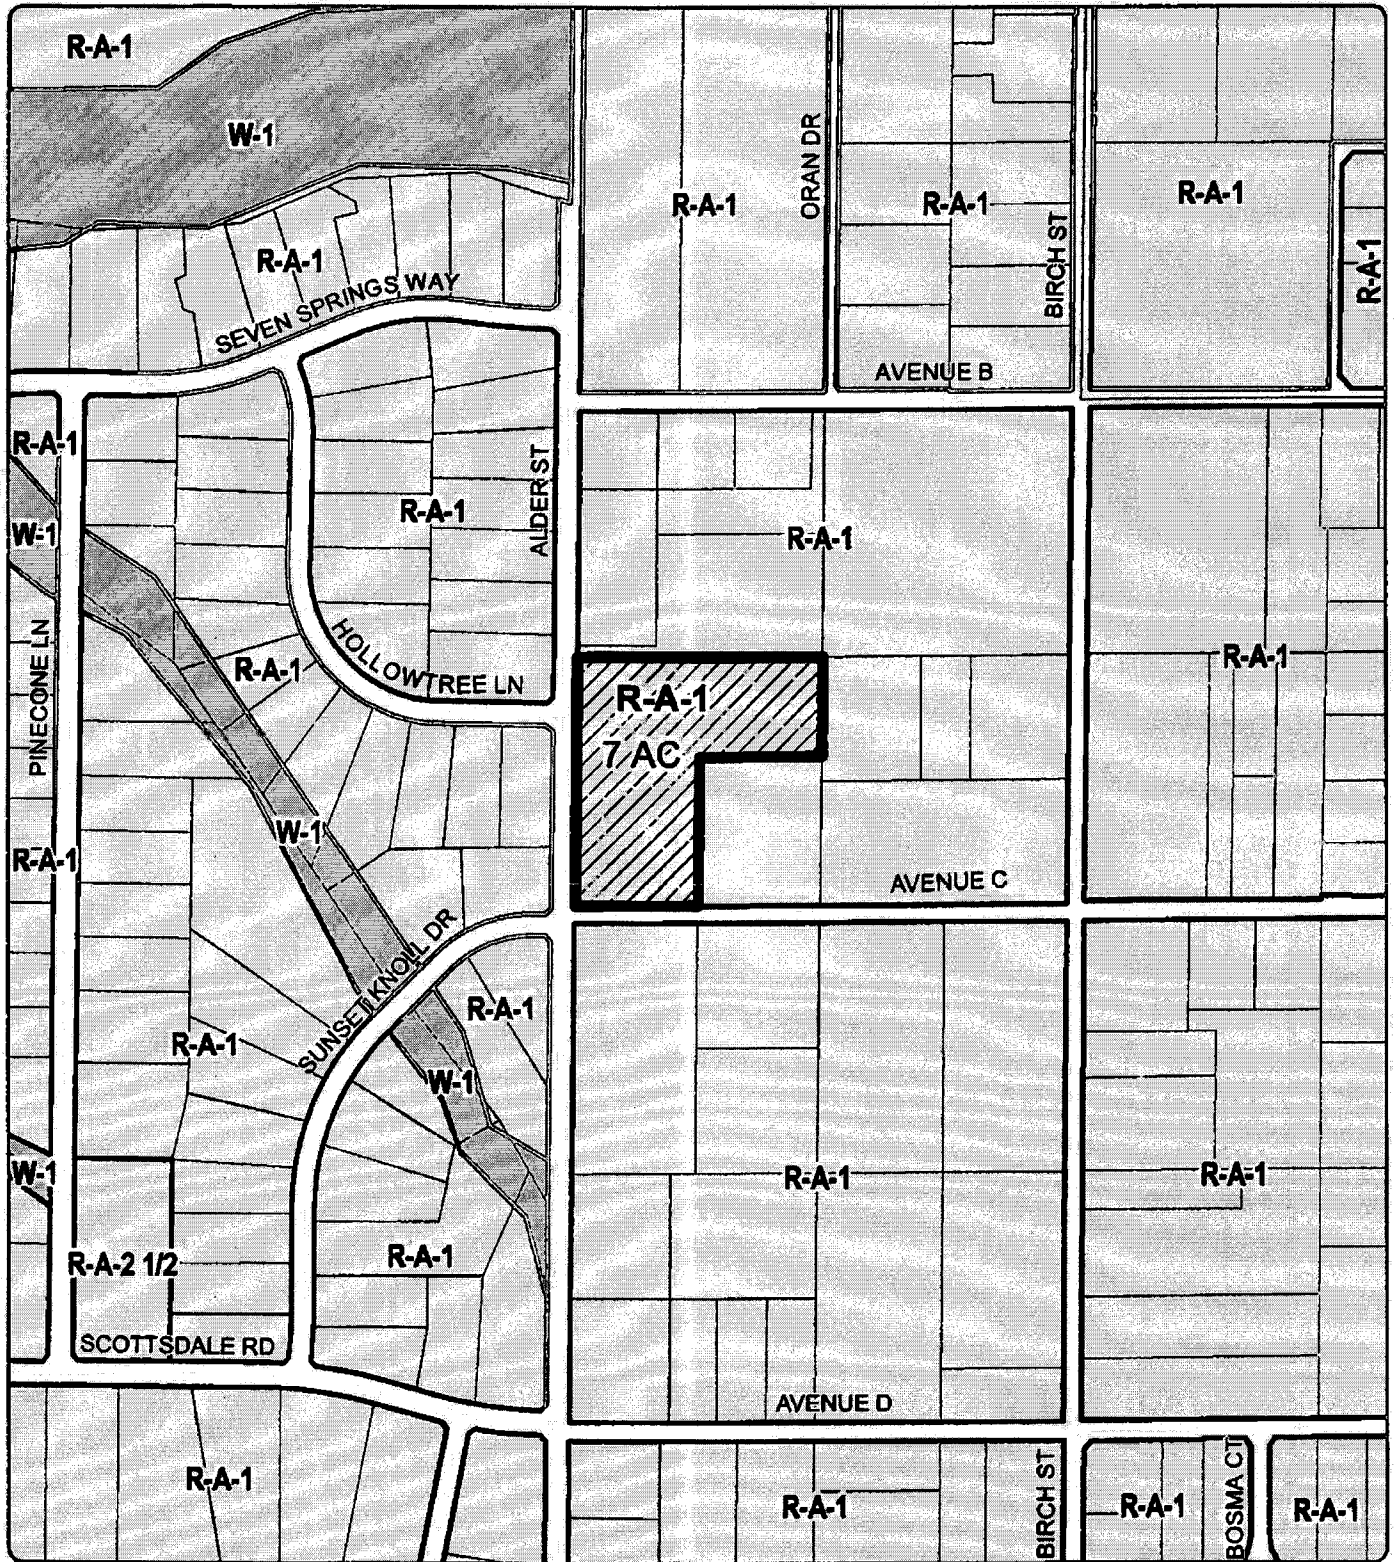 R-A-1
W-1
ORAN DR
R-A-1
R-A-1
R-A-1
R-A-1
R-A-1
BIRCH ST
SEVEN SPRINGS WAY
AVENUE B
R-A-1
W-1
R-A-1
ALDER ST
R-A-1
PINECONE LN
R-A-1
HOLLOWTREE LN
R-A-1
7 AC
R-A-1
W-1
R-A-1
AVENUE C
SUNSET KNOLL DR
R-A-1
R-A-1
W-1
W-1
R-A-1
R-A-1
R-A-2 1/2
R-A-1
SCOTTSDALE RD
AVENUE D
R-A-1
R-A-1
BIRCH ST
R-A-1
BOSMA CT
R-A-1